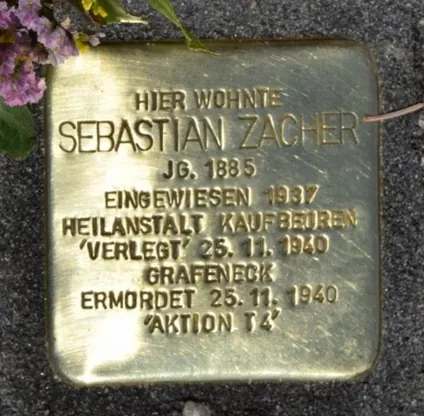 HIER WOHNTE
SEBASTIAN ZACHER
JG. 1885
EINGEWIESEN 1937
HEILANSTALT KAUFBEUREN
'VERLEGT' 25. 11. 1940
GRAFENECK
ERMORDET 25. 11. 1940
'AKTION T4'